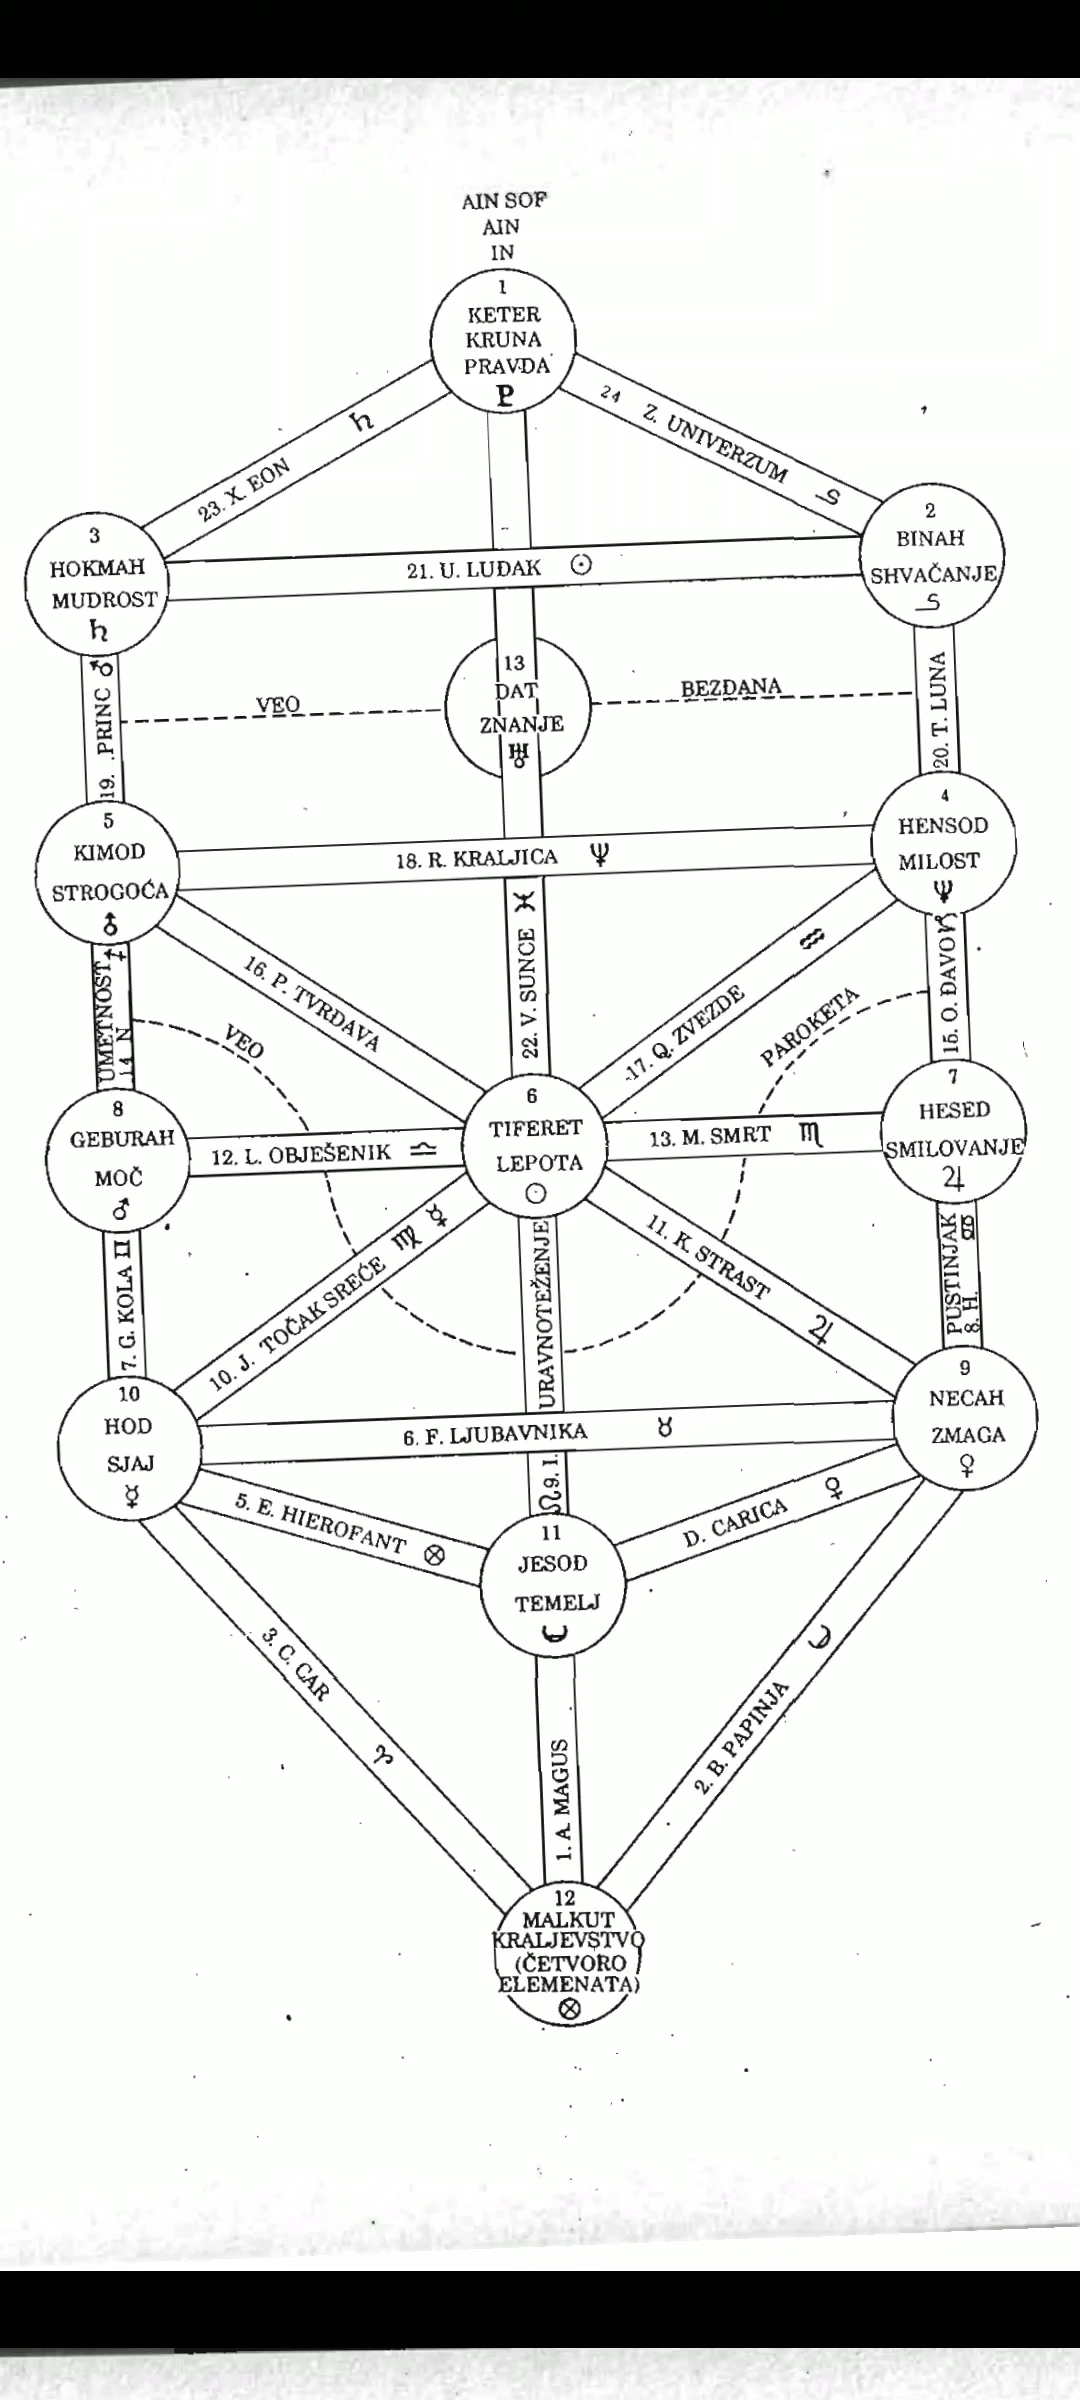 AIN SOF
AIN
IN
1
KETER
KRUNA
PRAVDA
23. X. EON
24 Z. UNIVERZUM
3
HOKMAH
MUDROST
2
BINAH
SHVAČANJE
21. U. LUĐAK
13
DAT
ZNANJE
VEO
BEZDANA
19. .PRINC
20. T. LUNA
5
KIMOD
STROGOĆA
4
HENSOD
MILOST
18. R. KRALJICA
UMETNOST
14 N
16. P. TVRDAVA
22. V. SUNCE
17. Q. ZVEZDE
15. O. ĐAVO
VEO
PAROKETA
8
GEBURAH
MOČ
6
TIFERET
LEPOTA
7
HESED
SMILOVANJE
12. L. OBJEŠENIK
13. M. SMRT
7. G. KOLA
10. J. TOČAK SREĆE
9. I. URAVNOTEŽENJE
11. K. STRAST
PUSTINJAK
8. H.
10
HOD
SJAJ
9
NECAH
ZMAGA
6. F. LJUBAVNIKA
5. E. HIEROFANT
D. CARICA
11
JESOD
TEMELJ
3. C. CAR
1. A. MAGUS
2. B. PAPINJA
12
MALKUT
KRALJEVSTVO
(ČETVORO
ELEMENATA)